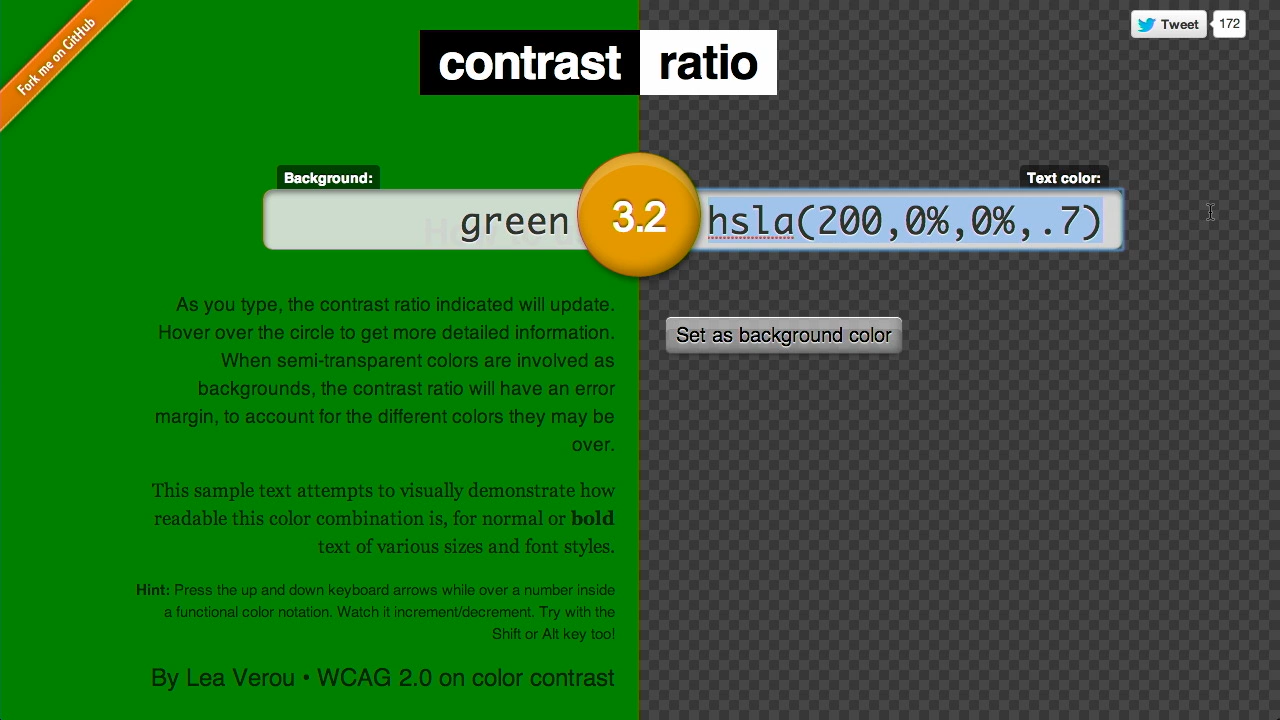 Fork me on GitHub
Tweet 172
contrast ratio
Background:
Text color:
green 3.2 hsla(200,0%,0%,.7)
As you type, the contrast ratio indicated will update.
Hover over the circle to get more detailed information.
When semi-transparent colors are involved as
backgrounds, the contrast ratio will have an error
margin, to account for the different colors they may be
over.
Set as background color
This sample text attempts to visually demonstrate how
readable this color combination is, for normal or bold
text of various sizes and font styles.
Hint: Press the up and down keyboard arrows while over a number inside
a functional color notation. Watch it increment/decrement. Try with the
Shift or Alt key too!
By Lea Verou • WCAG 2.0 on color contrast